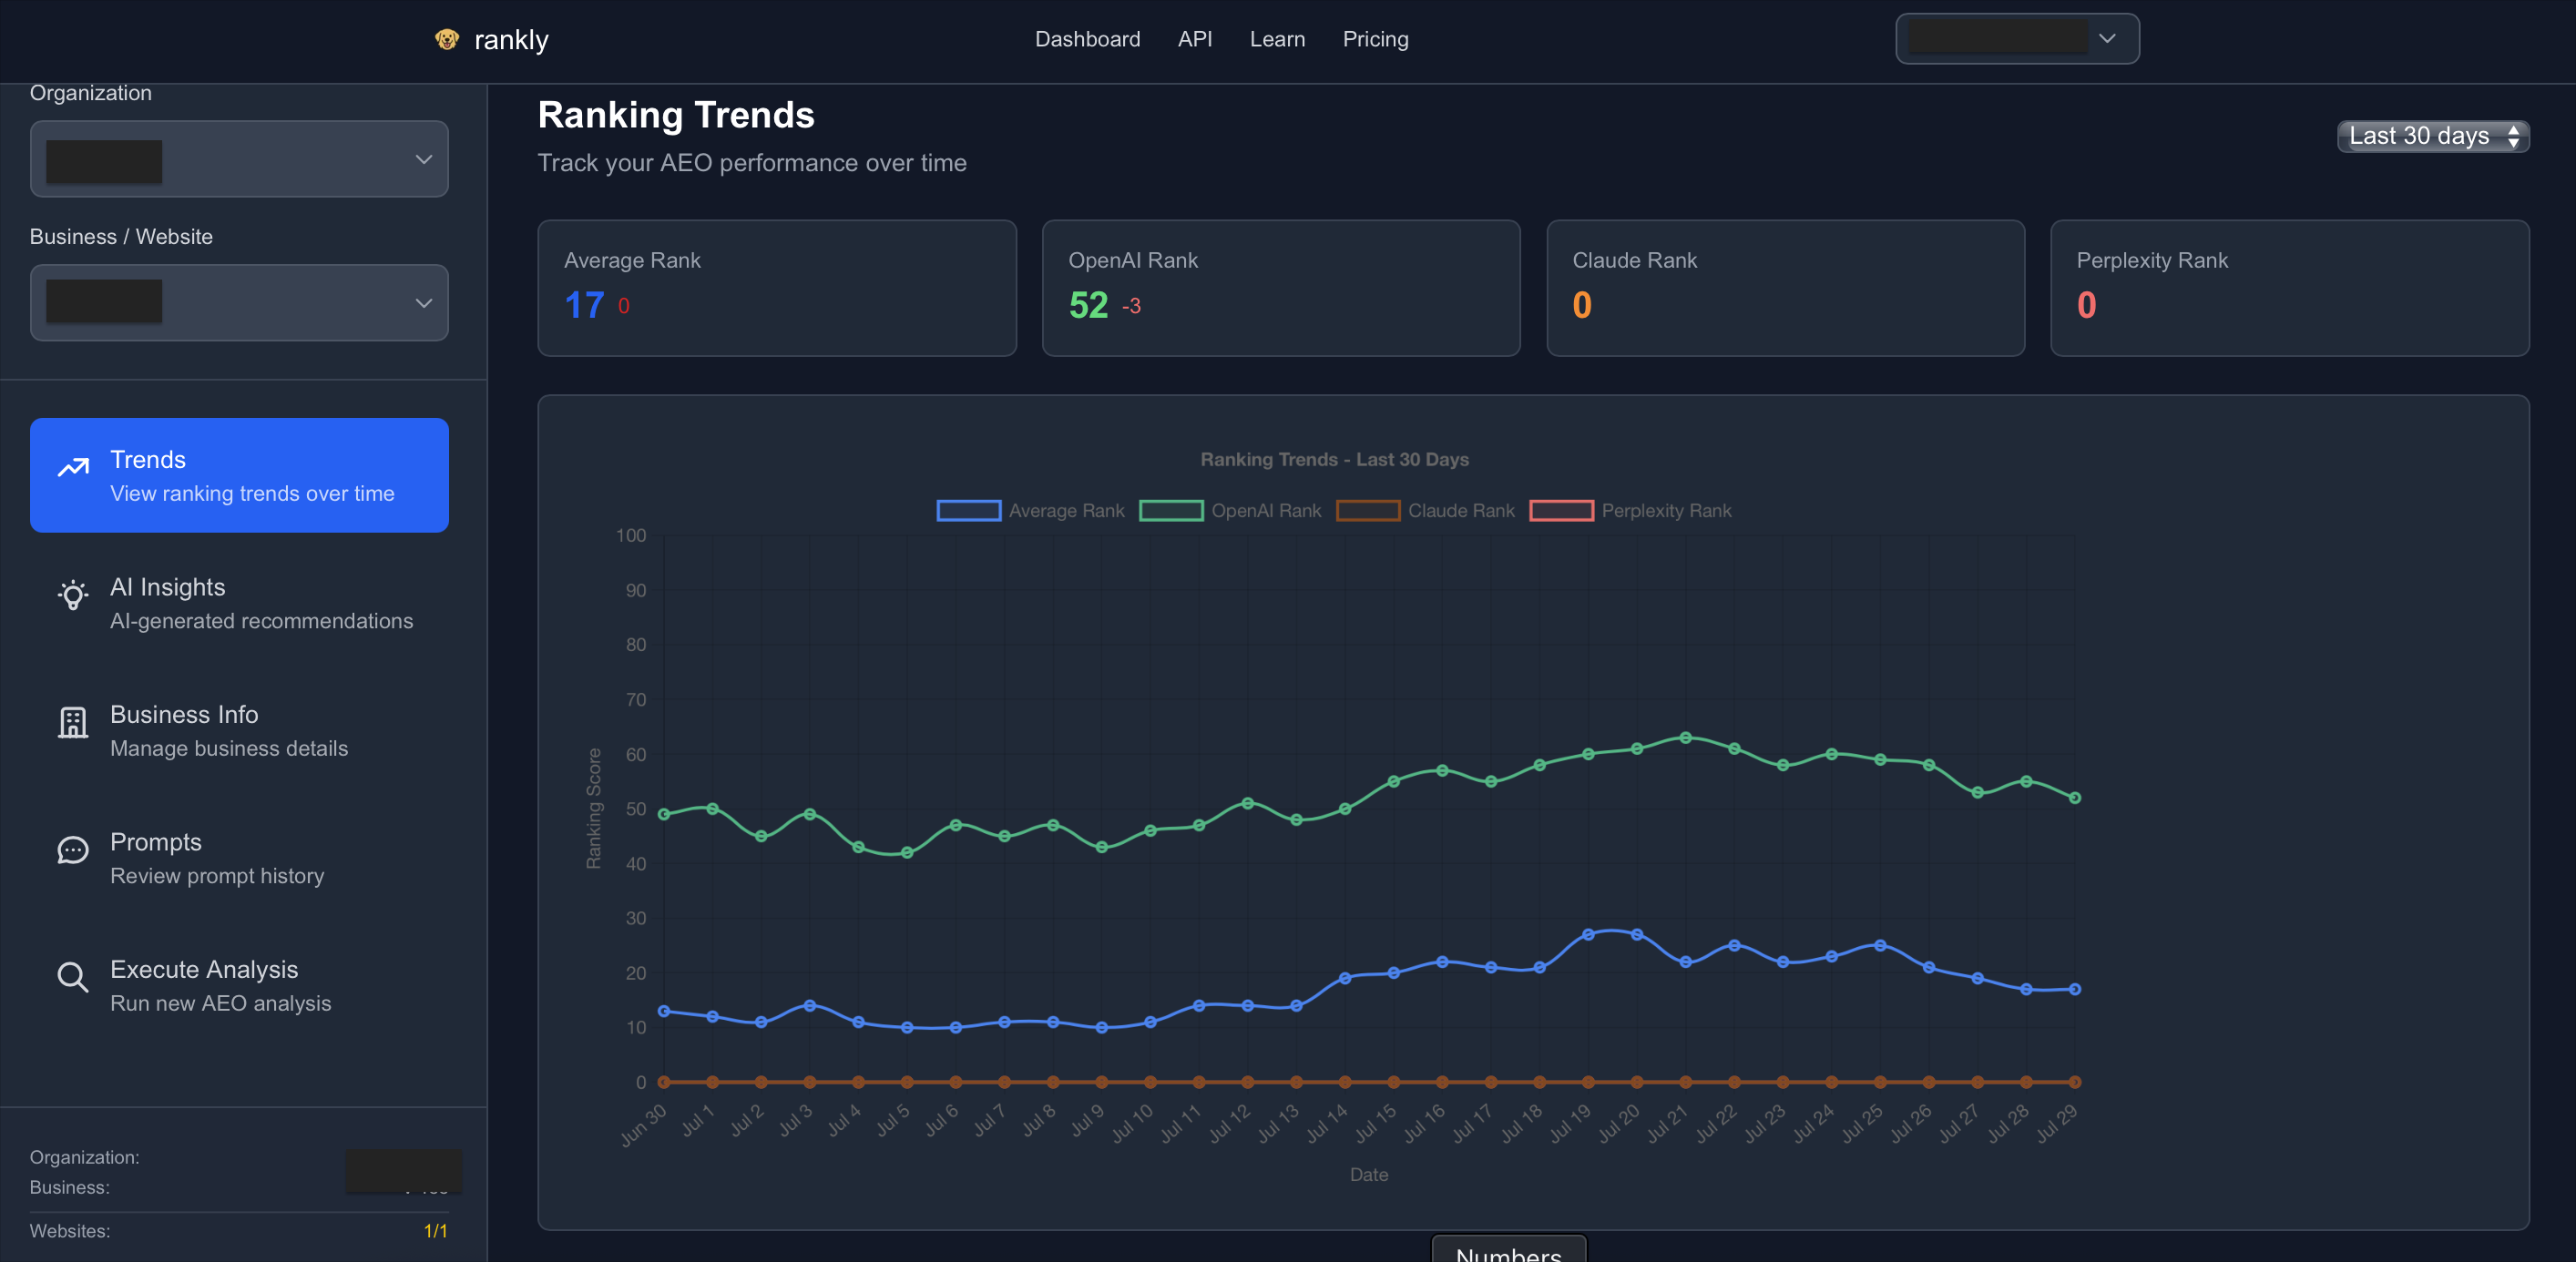 rankly
Dashboard API Learn Pricing
Organization
Business / Website
Trends
View ranking trends over time
AI Insights
AI-generated recommendations
Business Info
Manage business details
Prompts
Review prompt history
Execute Analysis
Run new AEO analysis
Organization:
Business:
Websites: 1/1
Ranking Trends
Track your AEO performance over time
Last 30 days
Average Rank
17 0
OpenAI Rank
52 -3
Claude Rank
0
Perplexity Rank
0
Ranking Trends - Last 30 Days
Average Rank OpenAI Rank Claude Rank Perplexity Rank
Ranking Score
100
90
80
70
60
50
40
30
20
10
0
Jun 30 Jul 1 Jul 2 Jul 3 Jul 4 Jul 5 Jul 6 Jul 7 Jul 8 Jul 9 Jul 10 Jul 11 Jul 12 Jul 13 Jul 14 Jul 15 Jul 16 Jul 17 Jul 18 Jul 19 Jul 20 Jul 21 Jul 22 Jul 23 Jul 24 Jul 25 Jul 26 Jul 27 Jul 28 Jul 29
Date
Numbers